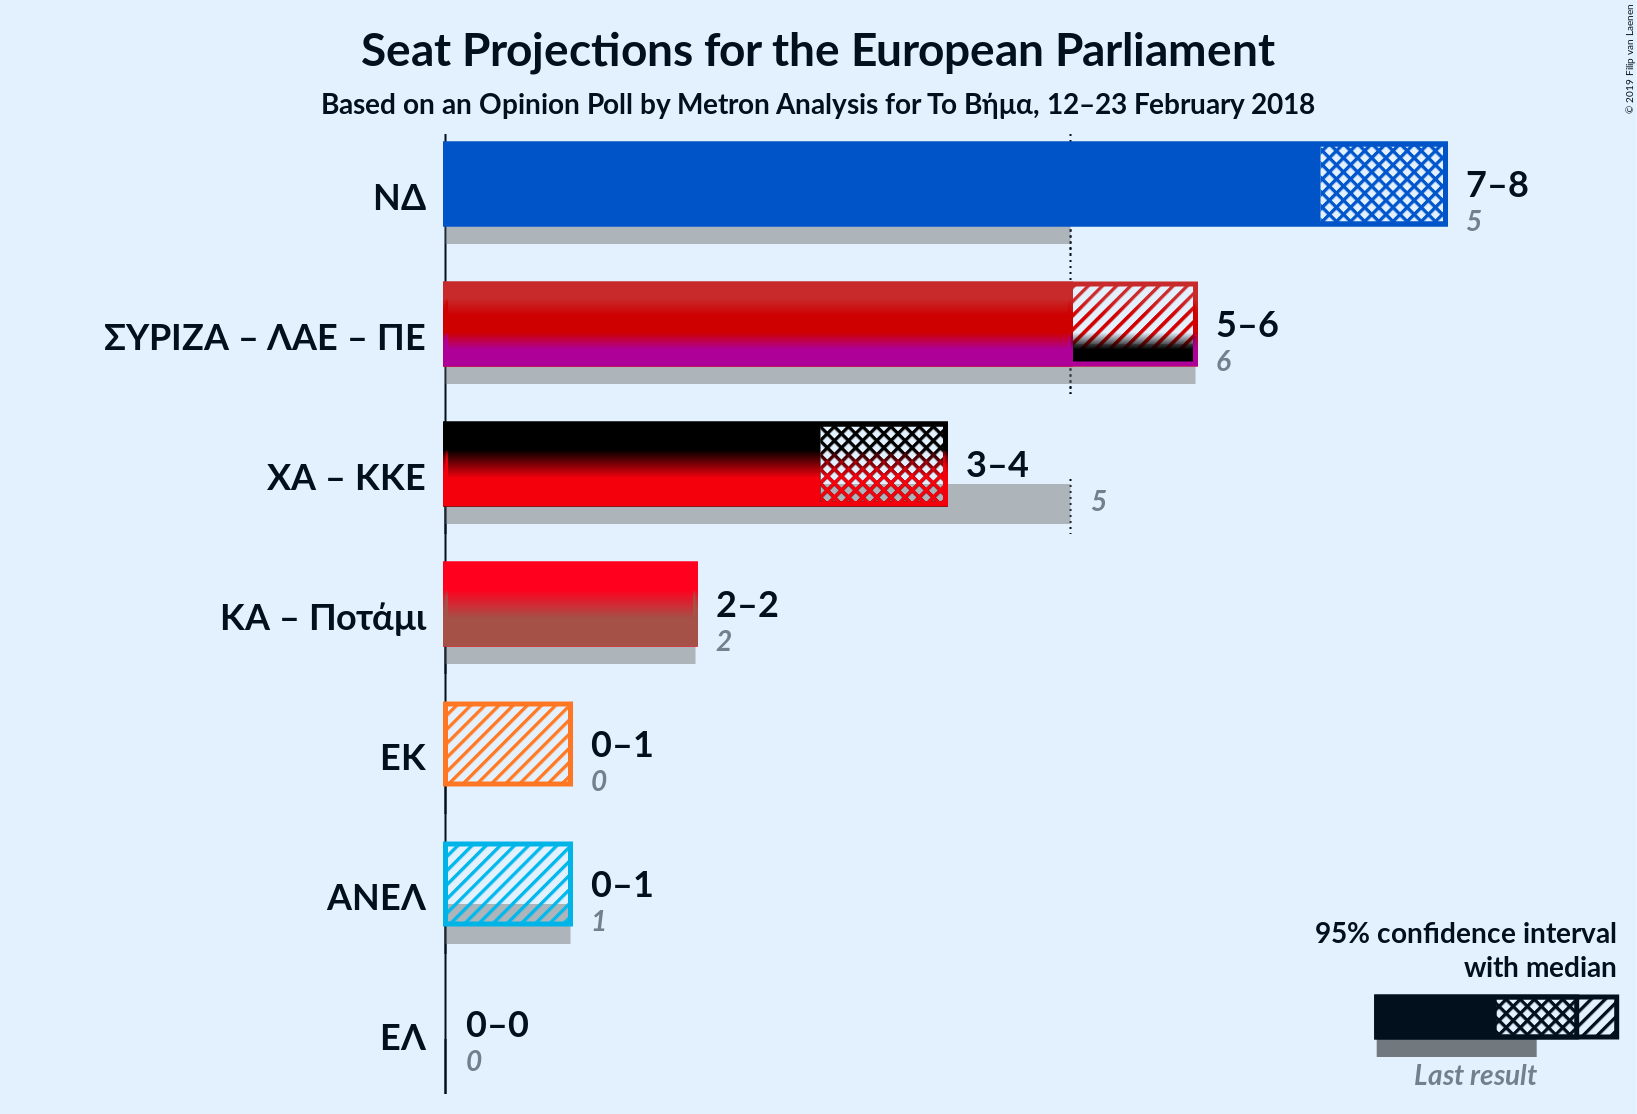 Seat Projections for the European Parliament
Based on an Opinion Poll by Metron Analysis for Το Βήμα, 12–23 February 2018
© 2019 Filip van Laenen
ΝΔ
7–8
5
ΣΥΡΙΖΑ – ΛΑΕ – ΠΕ
5–6
6
ΧΑ – ΚΚΕ
3–4
5
ΚΑ – Ποτάμι
2–2
2
ΕΚ
0–1
0
ΑΝΕΛ
0–1
1
ΕΛ
0–0
0
95% confidence interval
with median
Last result